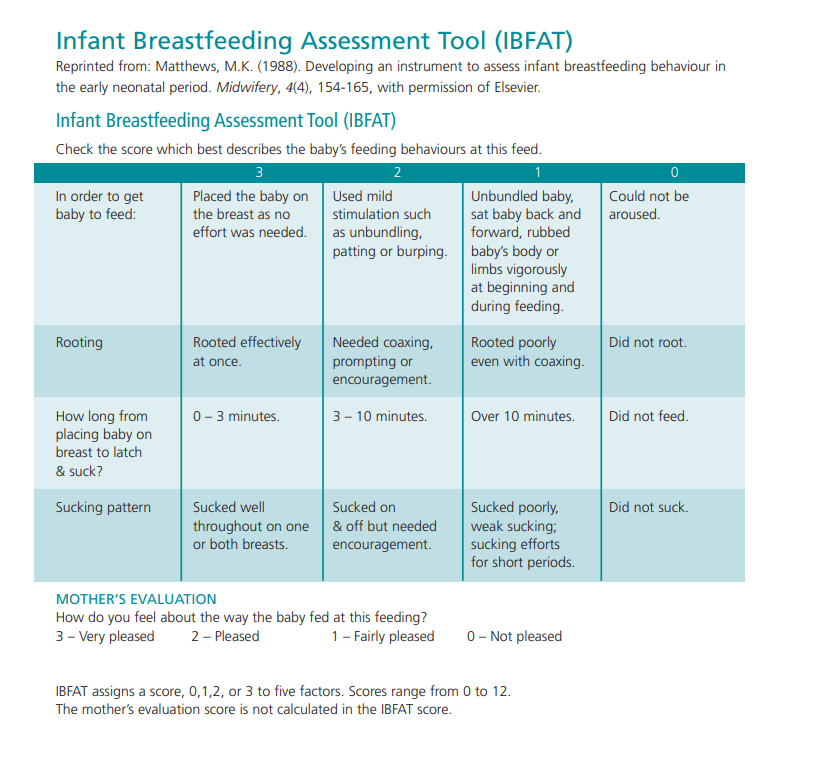 Infant Breastfeeding Assessment Tool (IBFAT)
Reprinted from: Matthews, M.K. (1988). Developing an instrument to assess infant breastfeeding behaviour in
the early neonatal period. Midwifery, 4(4), 154-165, with permission of Elsevier.
Infant Breastfeeding Assessment Tool (IBFAT)
Check the score which best describes the baby's feeding behaviours at this feed.
3 2 1 0
In order to get
baby to feed:
Placed the baby on
the breast as no
effort was needed.
Used mild
stimulation such
as unbundling,
patting or burping.
Unbundled baby,
sat baby back and
forward, rubbed
baby's body or
limbs vigorously
at beginning and
during feeding.
Could not be
aroused.
Rooting
Rooted effectively
at once.
Needed coaxing,
prompting or
encouragement.
Rooted poorly
even with coaxing.
Did not root.
How long from
placing baby on
breast to latch
& suck?
0 – 3 minutes.
3 – 10 minutes.
Over 10 minutes.
Did not feed.
Sucking pattern
Sucked well
throughout on one
or both breasts.
Sucked on
& off but needed
encouragement.
Sucked poorly,
weak sucking;
sucking efforts
for short periods.
Did not suck.
MOTHER'S EVALUATION
How do you feel about the way the baby fed at this feeding?
3 – Very pleased 2 – Pleased 1 – Fairly pleased 0 – Not pleased
IBFAT assigns a score, 0,1,2, or 3 to five factors. Scores range from 0 to 12.
The mother's evaluation score is not calculated in the IBFAT score.